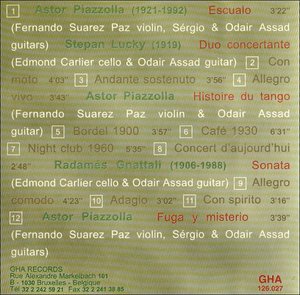 1 Astor Piazzolla (1921-1992) Escualo 3'22"
(Fernando Suarez Paz violin, Sérgio & Odair Assad
guitars) Stepan Lucky (1919) Duo concertante
(Edmond Carlier cello & Odair Assad guitar) 2 Con
moto 4'03" 3 Andante sostenuto 3'56" 4 Allegro
vivo 3'43" Astor Piazzolla Histoire du tango
(Fernando Suarez Paz violin & Odair Assad
guitar) 5 Bordel 1900 3'57" 6 Café 1930 6'31"
7 Night club 1960 5'35" 8 Concert d'aujourd'hui
2'48" Radamés Gnattali (1906-1988) Sonata
(Edmond Carlier cello & Odair Assad guitar) 9 Allegro
comodo 4'23" 10 Adagio 3'02" 11 Con spirito 3'16"
12 Astor Piazzolla Fuga y misterio 3'39"
(Fernando Suarez Paz violin, Sérgio & Odair Assad
guitars)
GHA RECORDS
Rue Alexandre Markelbach 101
B - 1030 Bruxelles - Belgique
Tel 32 2 242 59 21 Fax 32 2 241 38 85
GHA
126.027